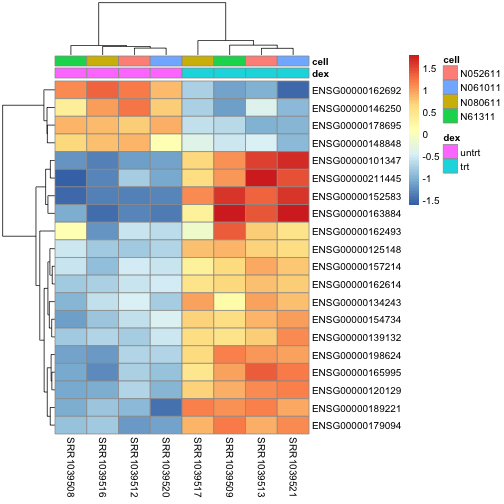 cell
dex
ENSG00000162692
ENSG00000146250
ENSG00000178695
ENSG00000148848
ENSG00000101347
ENSG00000211445
ENSG00000152583
ENSG00000163884
ENSG00000162493
ENSG00000125148
ENSG00000157214
ENSG00000162614
ENSG00000134243
ENSG00000154734
ENSG00000139132
ENSG00000198624
ENSG00000165995
ENSG00000120129
ENSG00000189221
ENSG00000179094
SRR1039508
SRR1039516
SRR1039512
SRR1039520
SRR1039517
SRR1039509
SRR1039513
SRR1039521
1.5
1
0.5
0
-0.5
-1
-1.5
cell
N052611
N061011
N080611
N61311
dex
untrt
trt